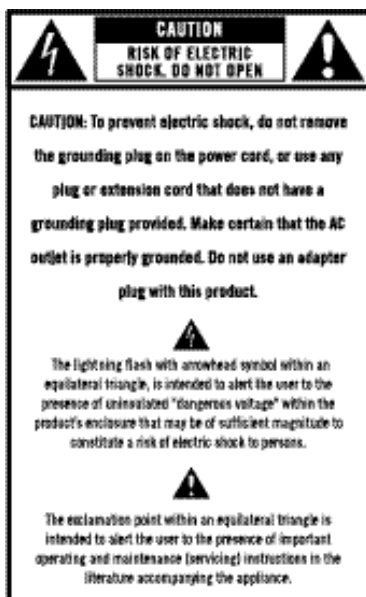 CAUTION
RISK OF ELECTRIC
SHOCK. DO NOT OPEN
CAUTION: To prevent electric shock, do not remove
the grounding plug on the power cord, or use any
plug or extension cord that does not have a
grounding plug provided. Make certain that the AC
outlet is properly grounded. Do not use an adapter
plug with this product.
The lightning flash with arrowhead symbol within an
equilateral triangle, is intended to alert the user to the
presence of uninsulated "dangerous voltage" within the
product's enclosure that may be of sufficient magnitude to
constitute a risk of electric shock to persons.
The exclamation point within an equilateral triangle is
intended to alert the user to the presence of important
operating and maintenance (servicing) instructions in the
literature accompanying the appliance.